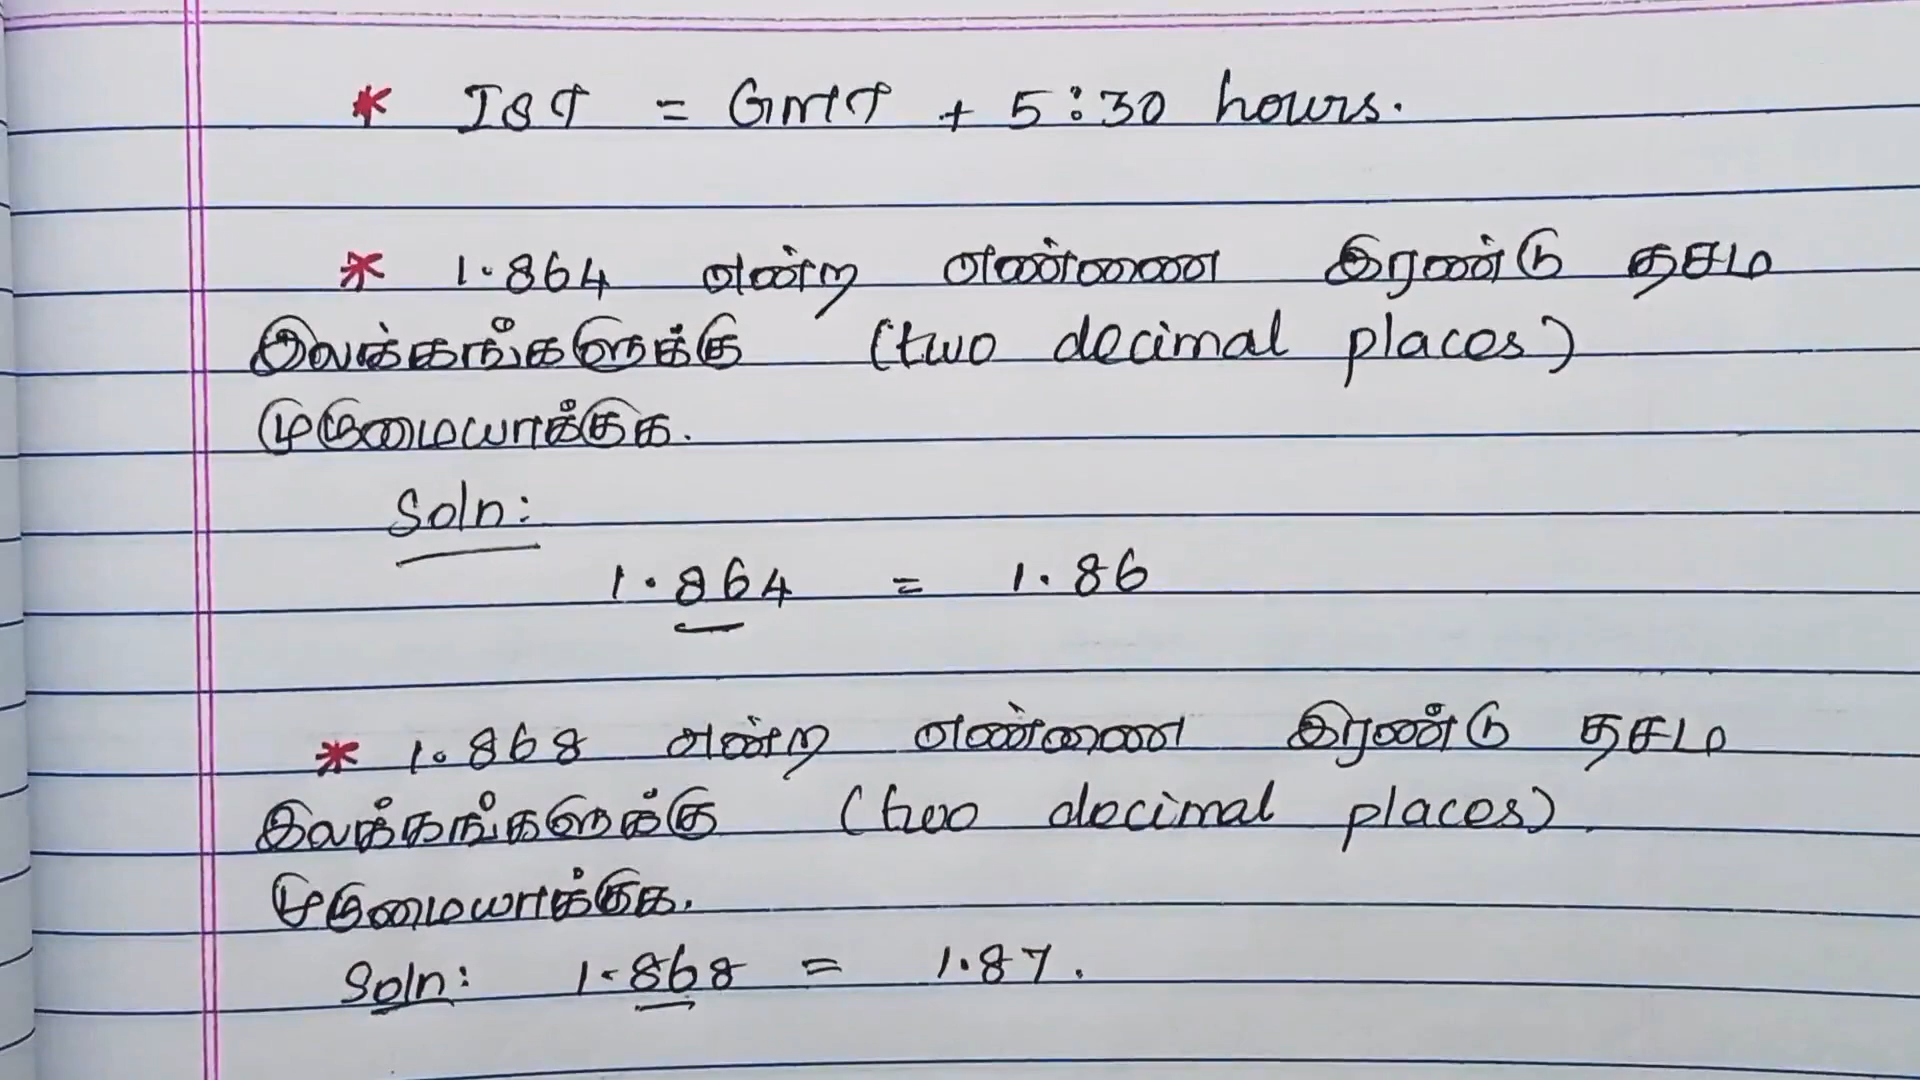 * IST = GMT + 5:30 hours.
* 1.864 என்ற எண்ணை இரண்டு தசம
இலக்கங்களுக்கு (two decimal places)
முழுமையாக்குக.
Soln:
1.864 = 1.86
* 1.868 என்ற எண்ணை இரண்டு தசம
இலக்கங்களுக்கு (two decimal places)
முழுமையாக்குக.
Soln: 1.868 = 1.87.